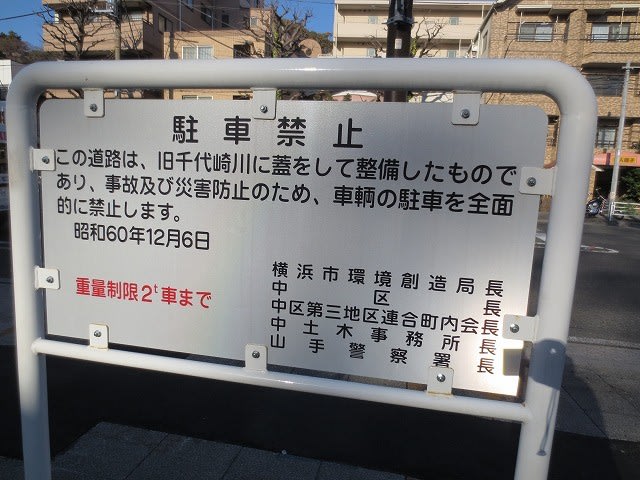 駐車禁止
この道路は、旧千代崎川に蓋をして整備したもので
あり、事故及び災害防止のため、車輌の駐車を全面
的に禁止します。
昭和60年12月6日
重量制限2t車まで
横浜市環境創造局長
中区長
中区第三地区連合町内会長
中土木事務所長
山手警察署長